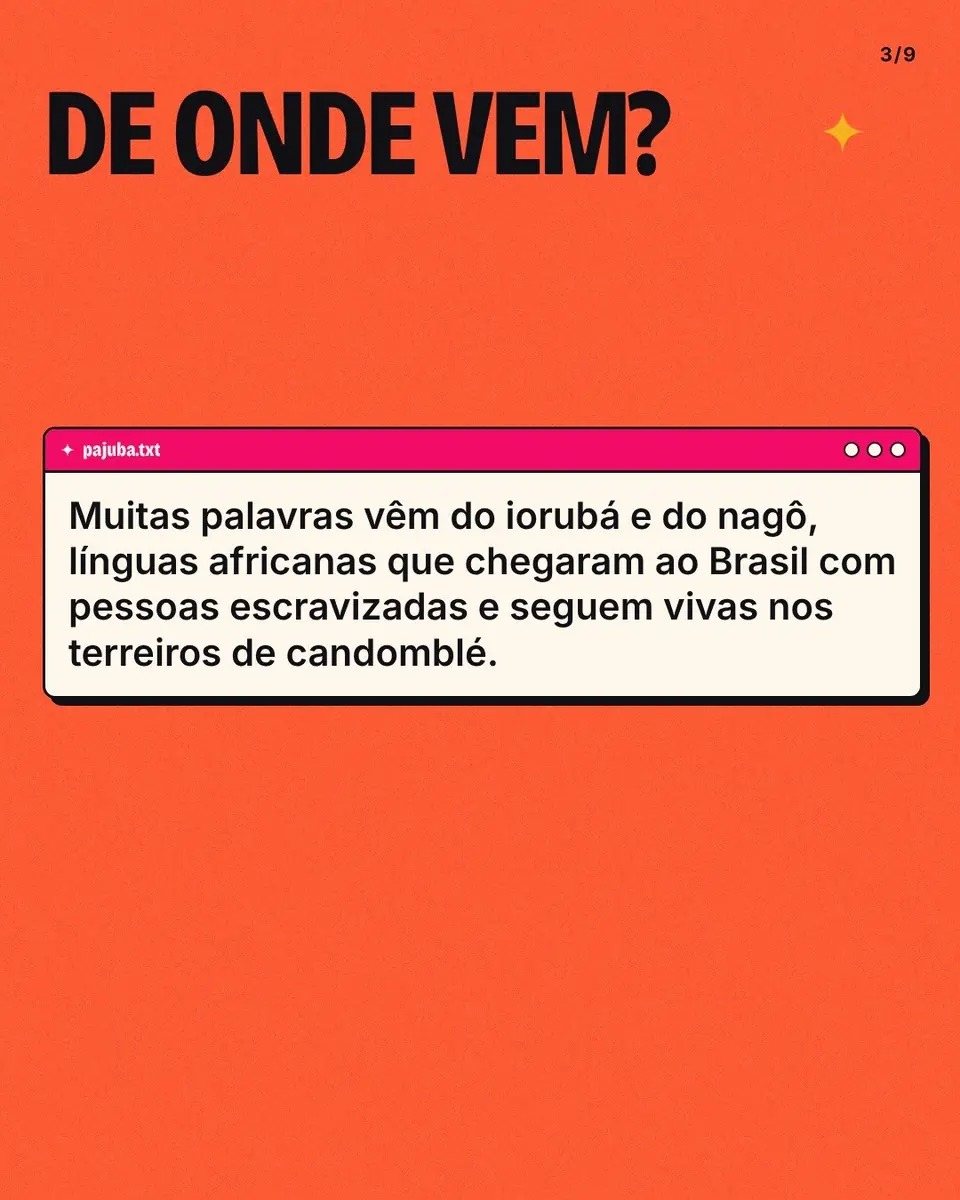 3/9
DE ONDE VEM?
pajuba.txt
Muitas palavras vêm do iorubá e do nagô,
línguas africanas que chegaram ao Brasil com
pessoas escravizadas e seguem vivas nos
terreiros de candomblé.